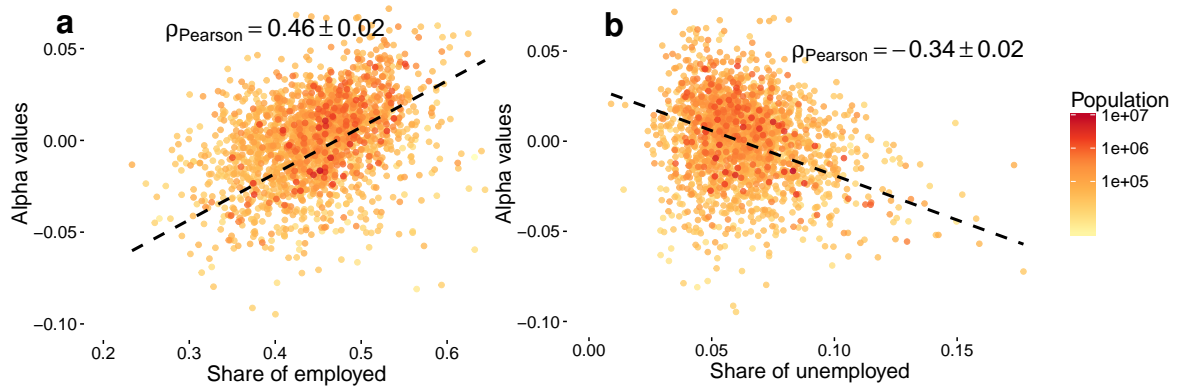 a
ρPearson = 0.46 ± 0.02
Alpha values
0.05
0.00
−0.05
−0.10
0.2
0.3
0.4
0.5
0.6
Share of employed
b
ρPearson = −0.34 ± 0.02
Alpha values
0.05
0.00
−0.05
−0.10
0.00
0.05
0.10
0.15
Share of unemployed
Population
1e+07
1e+06
1e+05